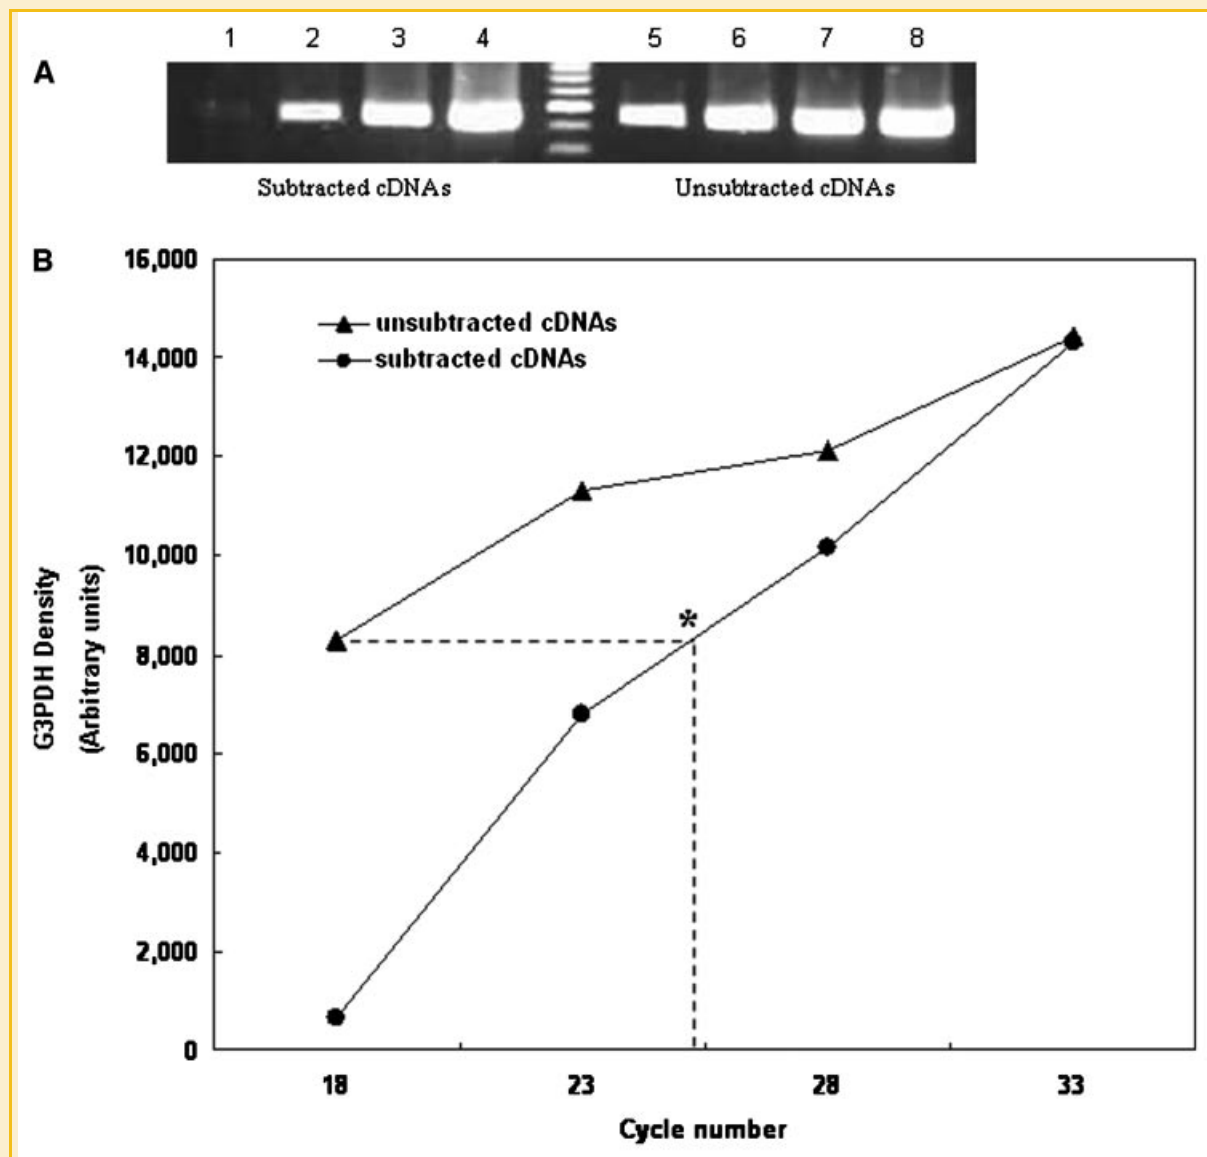 1 2 3 4 5 6 7 8
A
Subtracted cDNAs Unsubtracted cDNAs
B
16,000
unsubtracted cDNAs
subtracted cDNAs
14,000
12,000
10,000
8,000
6,000
4,000
2,000
0
G3PDH Density
(Arbitrary units)
*
18 23 28 33
Cycle number